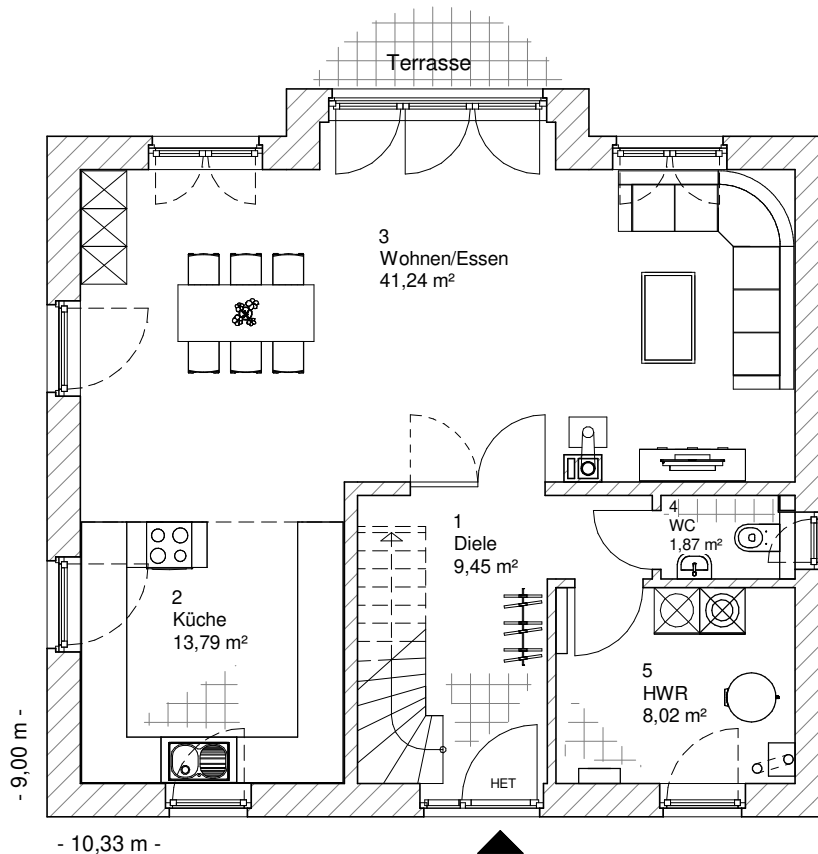 Terrasse
3
Wohnen/Essen
41,24 m²
1
Diele
9,45 m²
4
WC
1,87 m²
2
Küche
13,79 m²
5
HWR
8,02 m²
HET
- 9,00 m -
- 10,33 m -